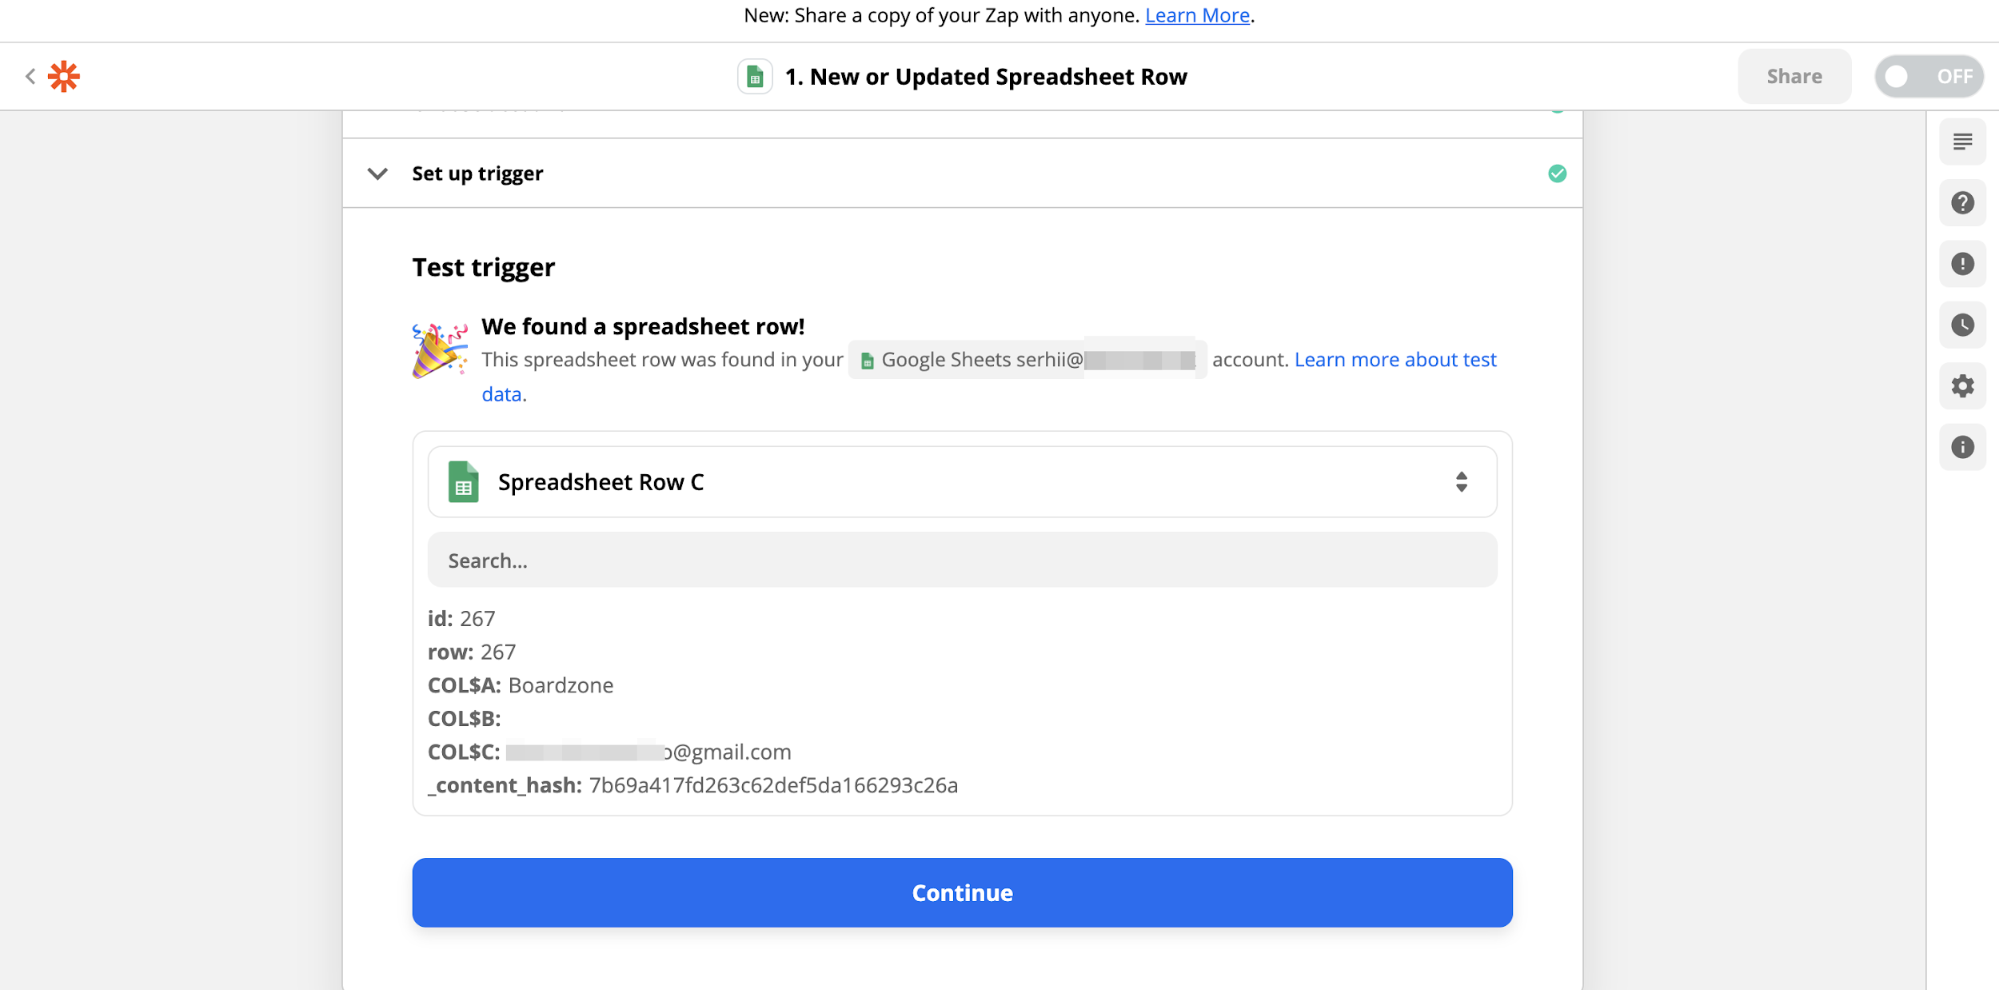 New: Share a copy of your Zap with anyone. Learn More.
1. New or Updated Spreadsheet Row
Share
OFF
Set up trigger
Test trigger
We found a spreadsheet row!
This spreadsheet row was found in your Google Sheets serhii@ account. Learn more about test
data.
Spreadsheet Row C
Search...
id: 267
row: 267
COL$A: Boardzone
COL$B:
COL$C: o@gmail.com
_content_hash: 7b69a417fd263c62def5da166293c26a
Continue